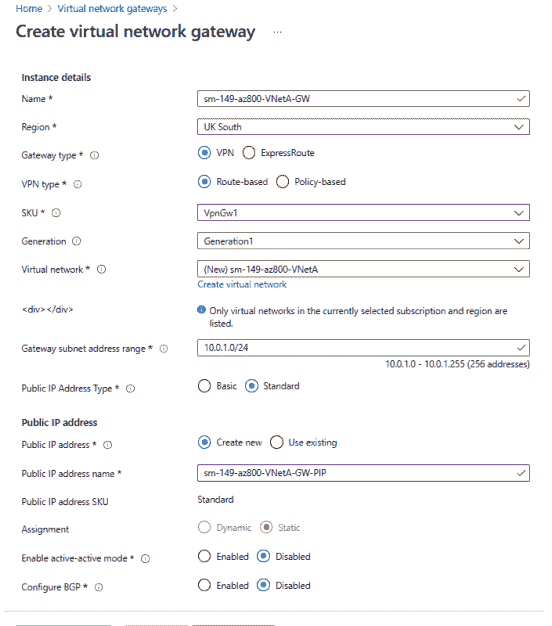 Home > Virtual network gateways >
Create virtual network gateway ...
Instance details
Name * sm-149-az800-VNetA-GW
Region * UK South
Gateway type * VPN ExpressRoute
VPN type * Route-based Policy-based
SKU * VpnGw1
Generation Generation1
Virtual network * (New) sm-149-az800-VNetA
Create virtual network
<div></div> Only virtual networks in the currently selected subscription and region are
listed.
Gateway subnet address range * 10.0.1.0/24
10.0.1.0 - 10.0.1.255 (256 addresses)
Public IP Address Type * Basic Standard
Public IP address
Public IP address * Create new Use existing
Public IP address name * sm-149-az800-VNetA-GW-PIP
Public IP address SKU Standard
Assignment Dynamic Static
Enable active-active mode * Enabled Disabled
Configure BGP * Enabled Disabled